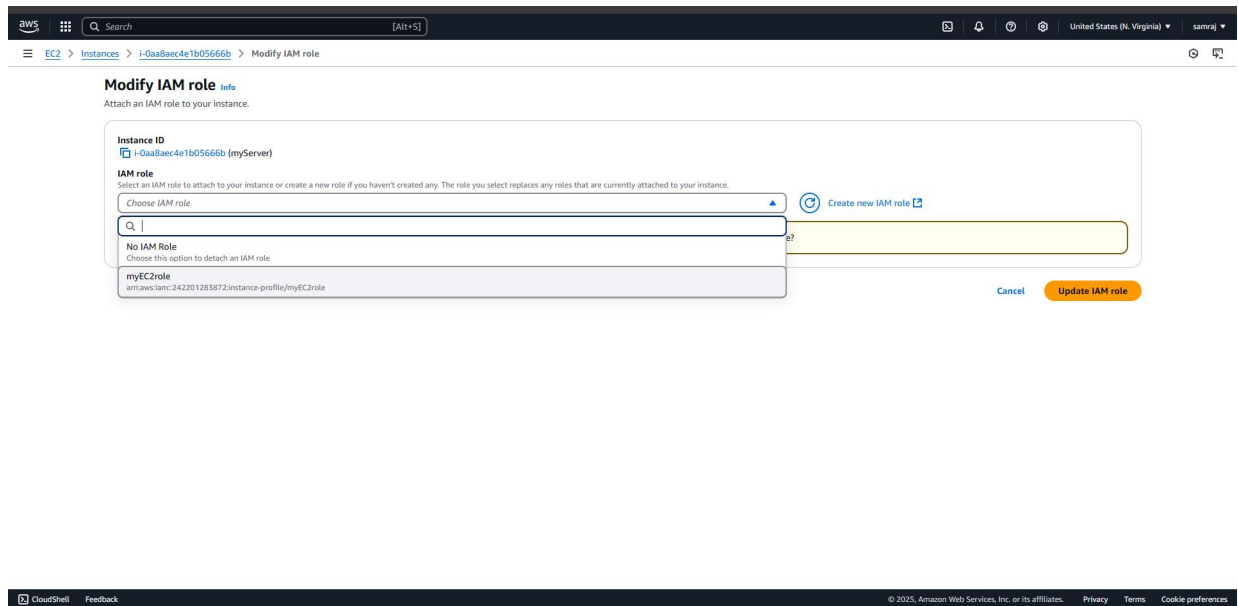 aws
Search [Alt+S]
United States (N. Virginia)
samraj
EC2 > Instances > i-0aa8aec4e1b05666b > Modify IAM role
Modify IAM role Info
Attach an IAM role to your instance.
Instance ID
i-0aa8aec4e1b05666b (myServer)
IAM role
Select an IAM role to attach to your instance or create a new role if you haven't created any. The role you select replaces any roles that are currently attached to your instance.
Choose IAM role
Create new IAM role
e?
No IAM Role
Choose this option to detach an IAM role
myEC2role
arn:aws:iam::242201283872:instance-profile/myEC2role
Cancel Update IAM role
CloudShell Feedback © 2025, Amazon Web Services, Inc. or its affiliates. Privacy Terms Cookie preferences